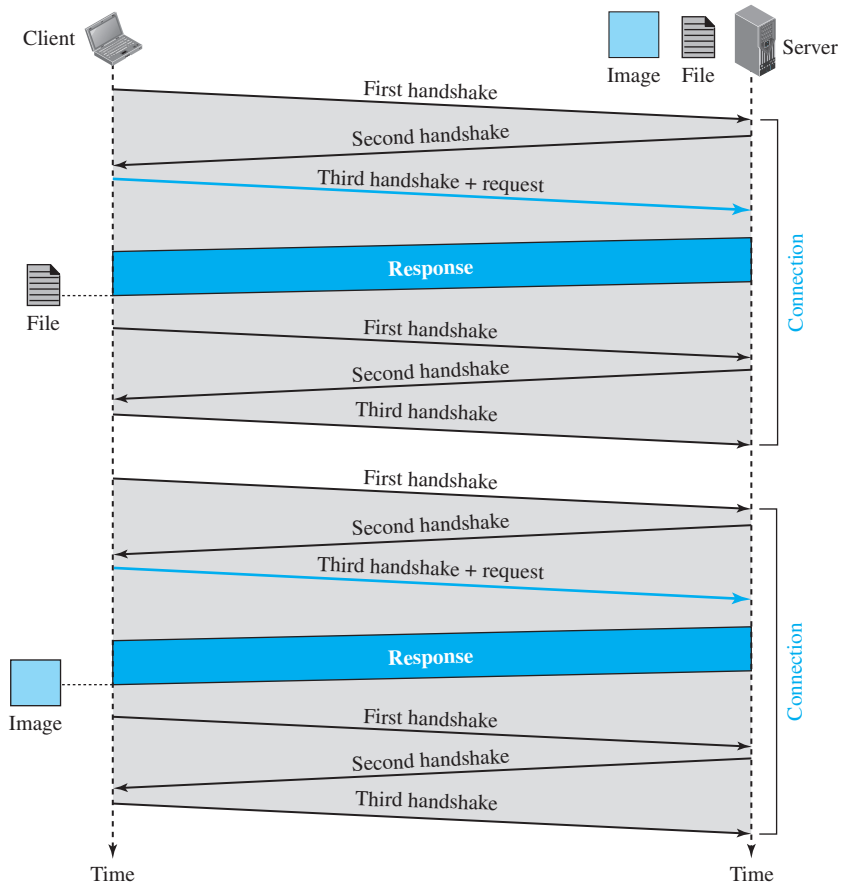 Client
Image
File
Server
First handshake
Second handshake
Third handshake + request
Response
File
Connection
First handshake
Second handshake
Third handshake
First handshake
Second handshake
Third handshake + request
Response
Image
Connection
First handshake
Second handshake
Third handshake
Time
Time